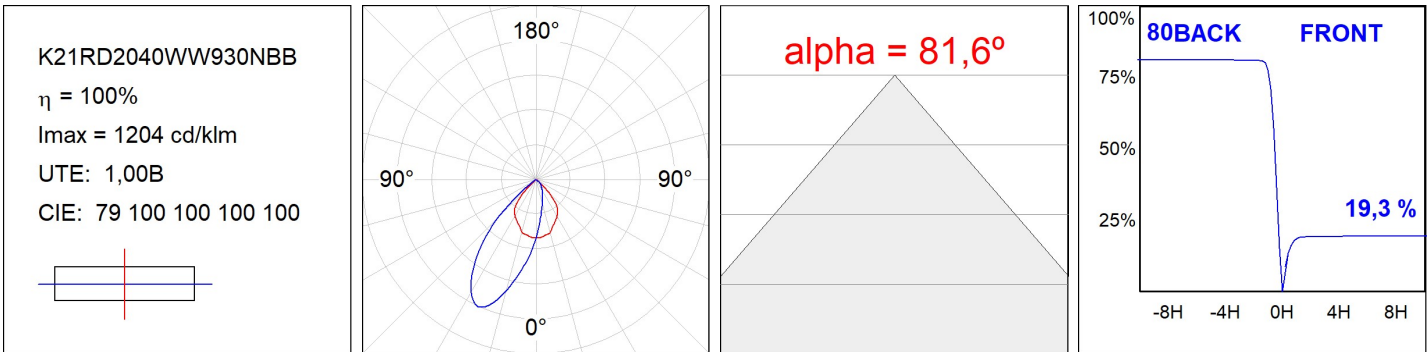 K21RD2040WW930NBB
η = 100%
Imax = 1204 cd/klm
UTE: 1,00B
CIE: 79 100 100 100 100
180°
90° 90°
0°
alpha = 81,6º
100%
80BACK FRONT
75%
50%
19,3 %
25%
-8H -4H 0H 4H 8H